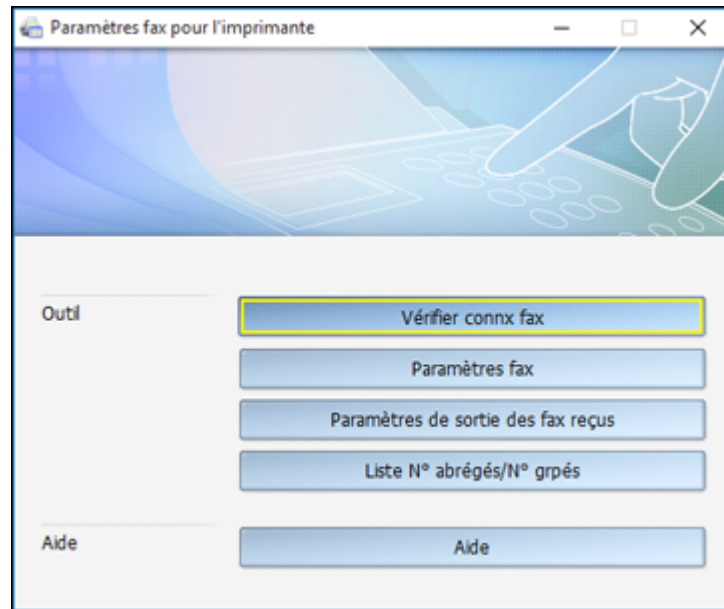 Paramètres fax pour l'imprimante
Outil
Vérifier connx fax
Paramètres fax
Paramètres de sortie des fax reçus
Liste N° abrégés/N° grpés
Aide
Aide